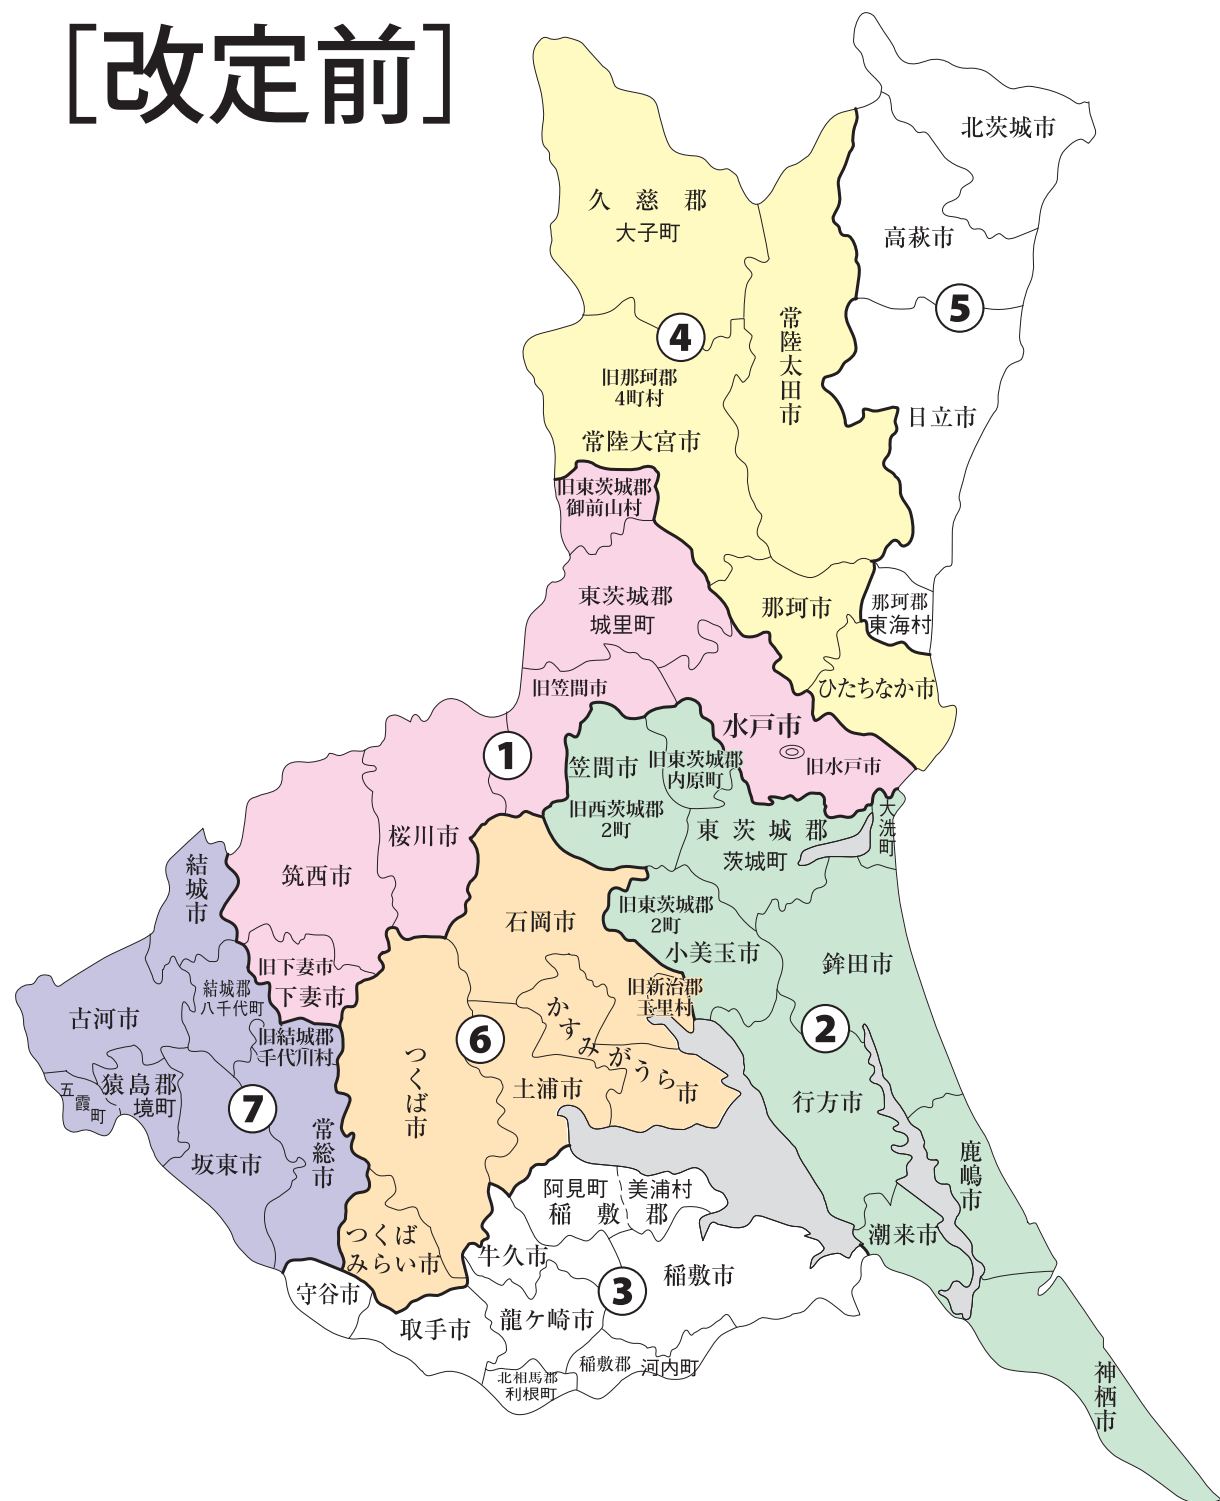 ［改定前］
北茨城市
久慈郡
大子町
高萩市
5
常陸太田市
4
旧那珂郡
4町村
日立市
常陸大宮市
旧東茨城郡
御前山村
東茨城郡
城里町
那珂市
那珂郡
東海村
旧笠間市
ひたちなか市
水戸市
旧水戸市
1
笠間市
旧東茨城郡
内原町
旧西茨城郡
2町
東茨城郡
茨城町
大洗町
桜川市
筑西市
結城市
石岡市
旧東茨城郡
2町
小美玉市
鉾田市
旧下妻市
下妻市
結城郡
八千代町
旧新治郡
玉里村
古河市
かすみがうら市
旧結城郡
千代川村
6
2
つくば市
土浦市
猿島郡
境町
五霞町
7
行方市
常総市
坂東市
鹿嶋市
阿見町
美浦村
稲敷郡
潮来市
つくば
みらい市
牛久市
稲敷市
守谷市
3
取手市
龍ケ崎市
稲敷郡
河内町
北相馬郡
利根町
神栖市